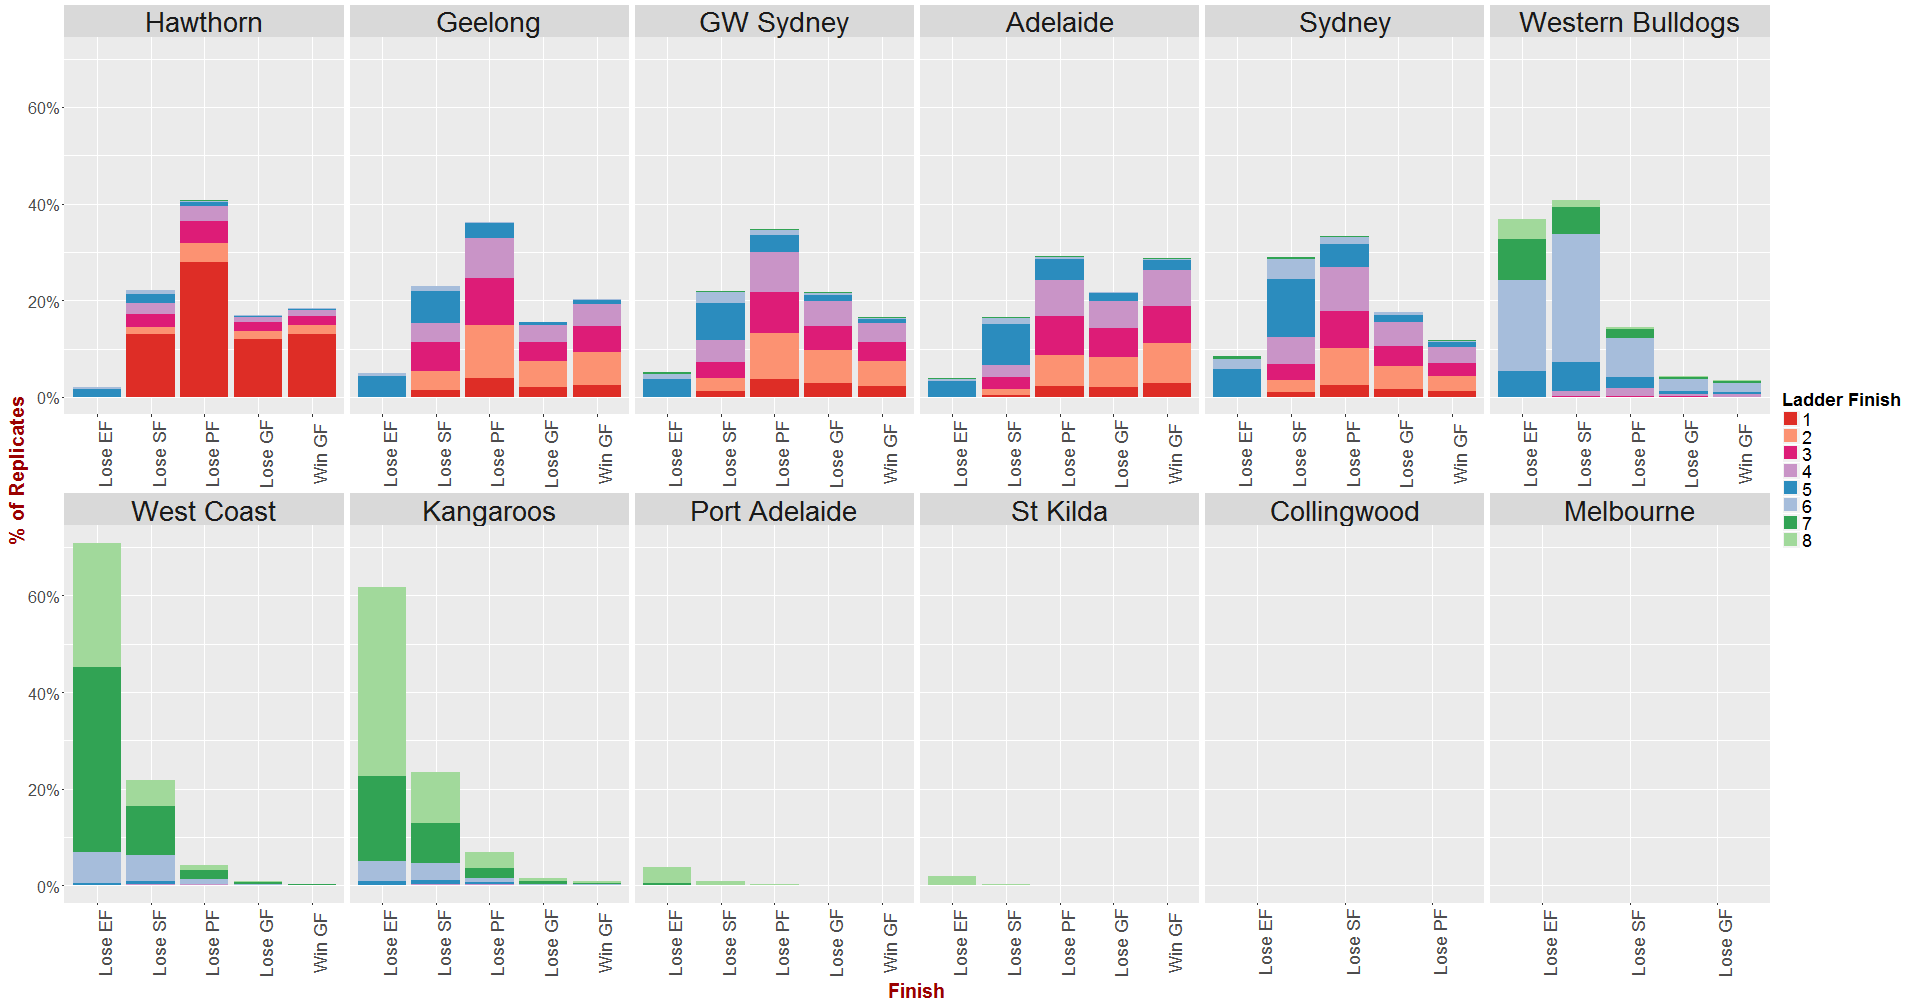 Hawthorn Geelong GW Sydney Adelaide Sydney Western Bulldogs
60%
40%
20%
0%
Lose EF Lose SF Lose PF Lose GF Win GF Lose EF Lose SF Lose PF Lose GF Win GF Lose EF Lose SF Lose PF Lose GF Win GF Lose EF Lose SF Lose PF Lose GF Win GF Lose EF Lose SF Lose PF Lose GF Win GF Lose EF Lose SF Lose PF Lose GF Win GF
% of Replicates
West Coast Kangaroos Port Adelaide St Kilda Collingwood Melbourne
60%
40%
20%
0%
Lose EF Lose SF Lose PF Lose GF Win GF Lose EF Lose SF Lose PF Lose GF Win GF Lose EF Lose SF Lose PF Lose GF Win GF Lose EF Lose SF Lose PF Lose GF Win GF Lose EF Lose SF Lose PF Lose EF Lose SF Lose GF
Finish
Ladder Finish
1
2
3
4
5
6
7
8